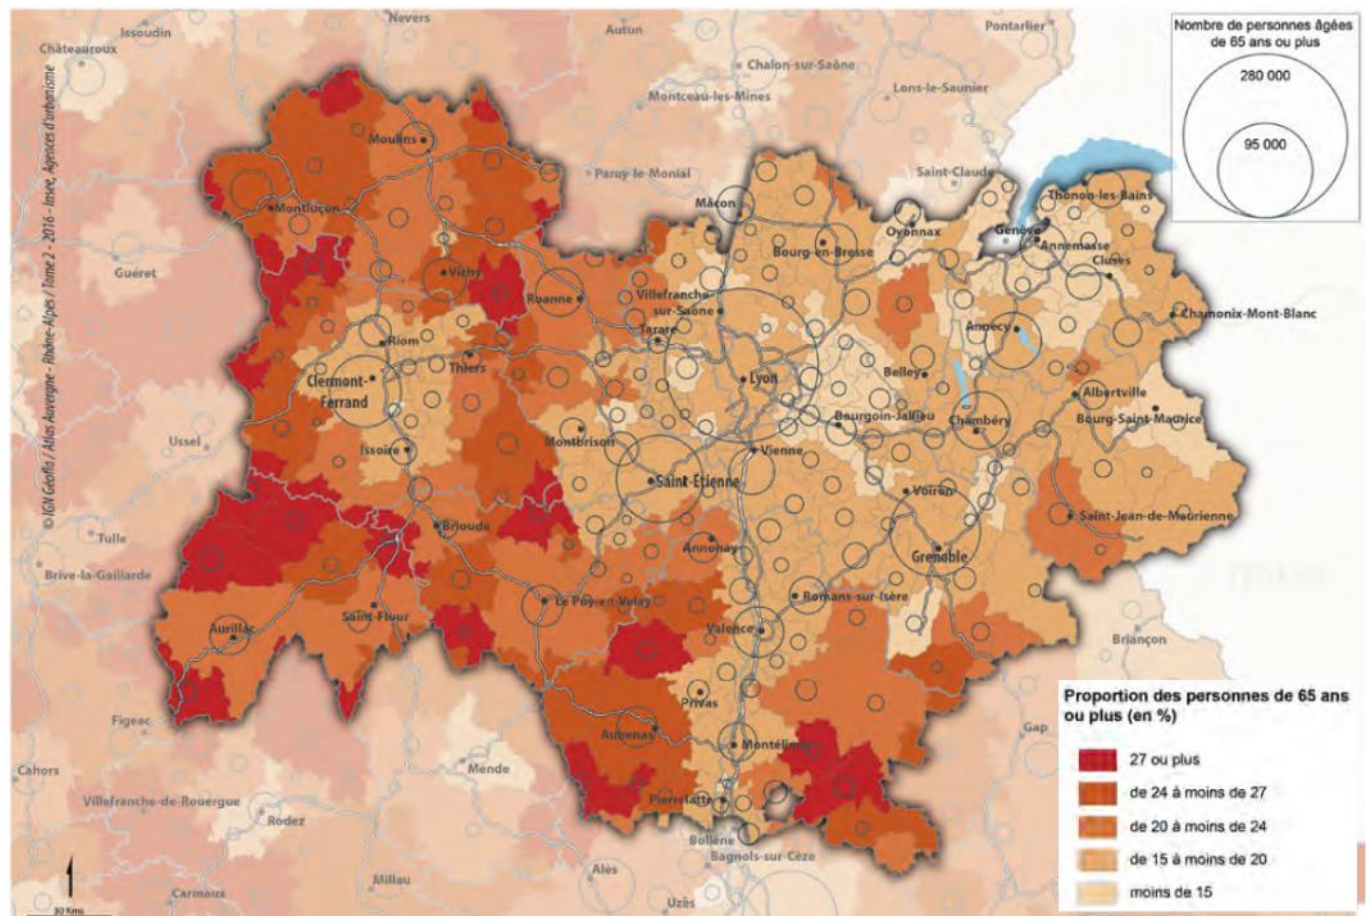 Nevers
Issoudin
Autun
Pontarlier
Châteauroux
Nombre de personnes âgées
de 65 ans ou plus
280 000
95 000
Chalon-sur-Saône
Lons-le-Saunier
Montceau-les-Mines
Moulins
Paray-le-Monial
Saint-Claude
Thonon-les-Bains
Montluçon
Mâcon
Oyonnax
Genève
Annemasse
Bourg-en-Bresse
Cluses
Guéret
Vichy
Roanne
Villefranche-
sur-Saône
Chamonix-Mont-Blanc
Tarare
Annecy
Riom
Thiers
Clermont-
Ferrand
Lyon
Belley
Albertville
Bourgoin-Jallieu
Chambéry
Bourg-Saint-Maurice
Ussel
Montbrison
Issoire
Vienne
Saint-Étienne
Voiron
Saint-Jean-de-Maurienne
Brioude
Tulle
Annonay
Grenoble
Brive-la-Gaillarde
Le Puy-en-Velay
Romans-sur-Isère
Saint-Flour
Aurillac
Valence
Briançon
Figeac
Privas
Aubenas
Montélimar
Gap
Cahors
Mende
Villefranche-de-Rouergue
Pierrelatte
Rodez
Bollène
Bagnols-sur-Cèze
Alès
Millau
Carmaux
Uzès
50 Kms
© IGN Géofla / Atlas Auvergne - Rhône-Alpes / Tome 2 - 2016 - Insee, Agences d'urbanisme
Proportion des personnes de 65 ans
ou plus (en %)
27 ou plus
de 24 à moins de 27
de 20 à moins de 24
de 15 à moins de 20
moins de 15